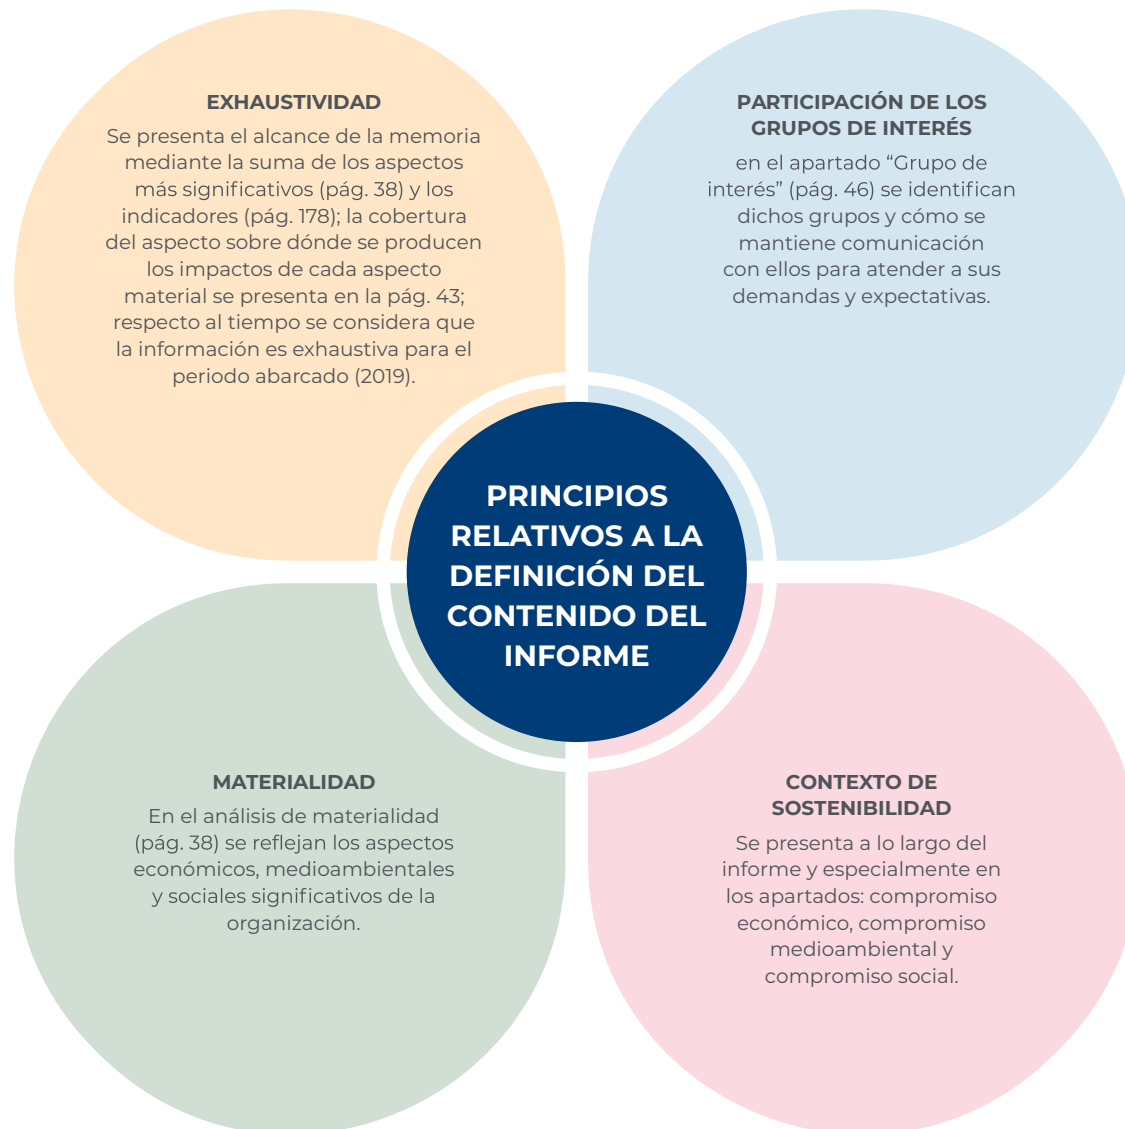 EXHAUSTIVIDAD
Se presenta el alcance de la memoria
mediante la suma de los aspectos
más significativos (pág. 38) y los
indicadores (pág. 178); la cobertura
del aspecto sobre dónde se producen
los impactos de cada aspecto
material se presenta en la pág. 43;
respecto al tiempo se considera que
la información es exhaustiva para el
periodo abarcado (2019).
PARTICIPACIÓN DE LOS
GRUPOS DE INTERÉS
en el apartado “Grupo de
interés” (pág. 46) se identifican
dichos grupos y cómo se
mantiene comunicación
con ellos para atender a sus
demandas y expectativas.
PRINCIPIOS
RELATIVOS A LA
DEFINICIÓN DEL
CONTENIDO DEL
INFORME
MATERIALIDAD
En el análisis de materialidad
(pág. 38) se reflejan los aspectos
económicos, medioambientales
y sociales significativos de la
organización.
CONTEXTO DE
SOSTENIBILIDAD
Se presenta a lo largo del
informe y especialmente en
los apartados: compromiso
económico, compromiso
medioambiental y
compromiso social.